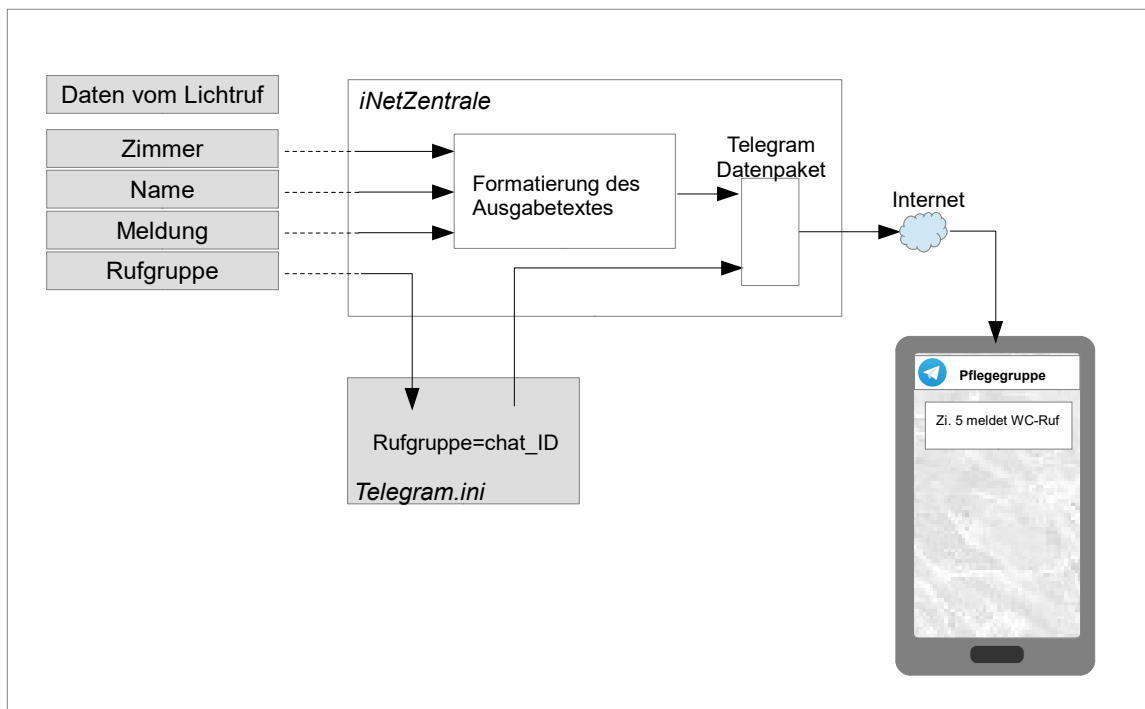 Daten vom Lichtruf
Zimmer
Name
Meldung
Rufgruppe
iNetZentrale
Formatierung des
Ausgabetextes
Telegram
Datenpaket
Internet
Rufgruppe=chat_ID
Telegram.ini
Pflegegruppe
Zi. 5 meldet WC-Ruf